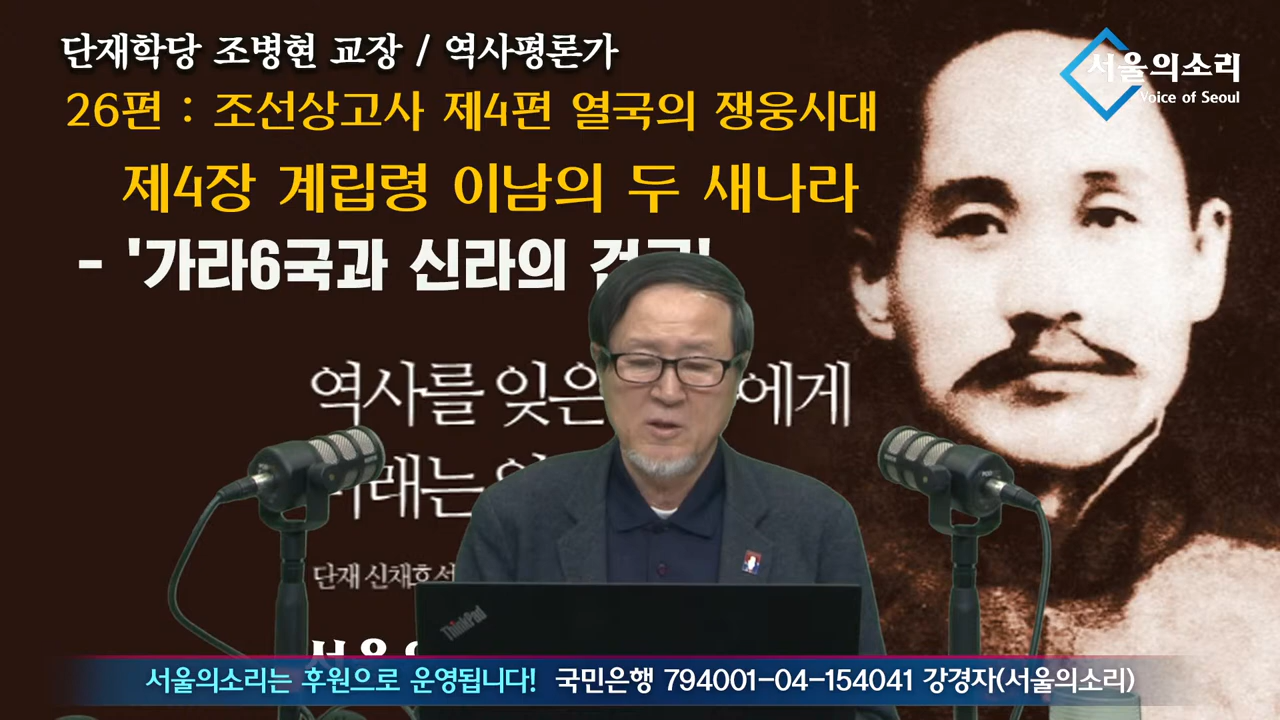 단재학당 조병현 교장 / 역사평론가
서울의소리
Voice of Seoul
26편 : 조선상고사 제4편 열국의 쟁웅시대
제4장 계립령 이남의 두 새나라
- '가라6국과 신라의
역사를 잊은 에게
미래는
단재 신채호
ThinkPad
서울의소리는 후원으로 운영됩니다! 국민은행 794001-04-154041 강경자(서울의소리)